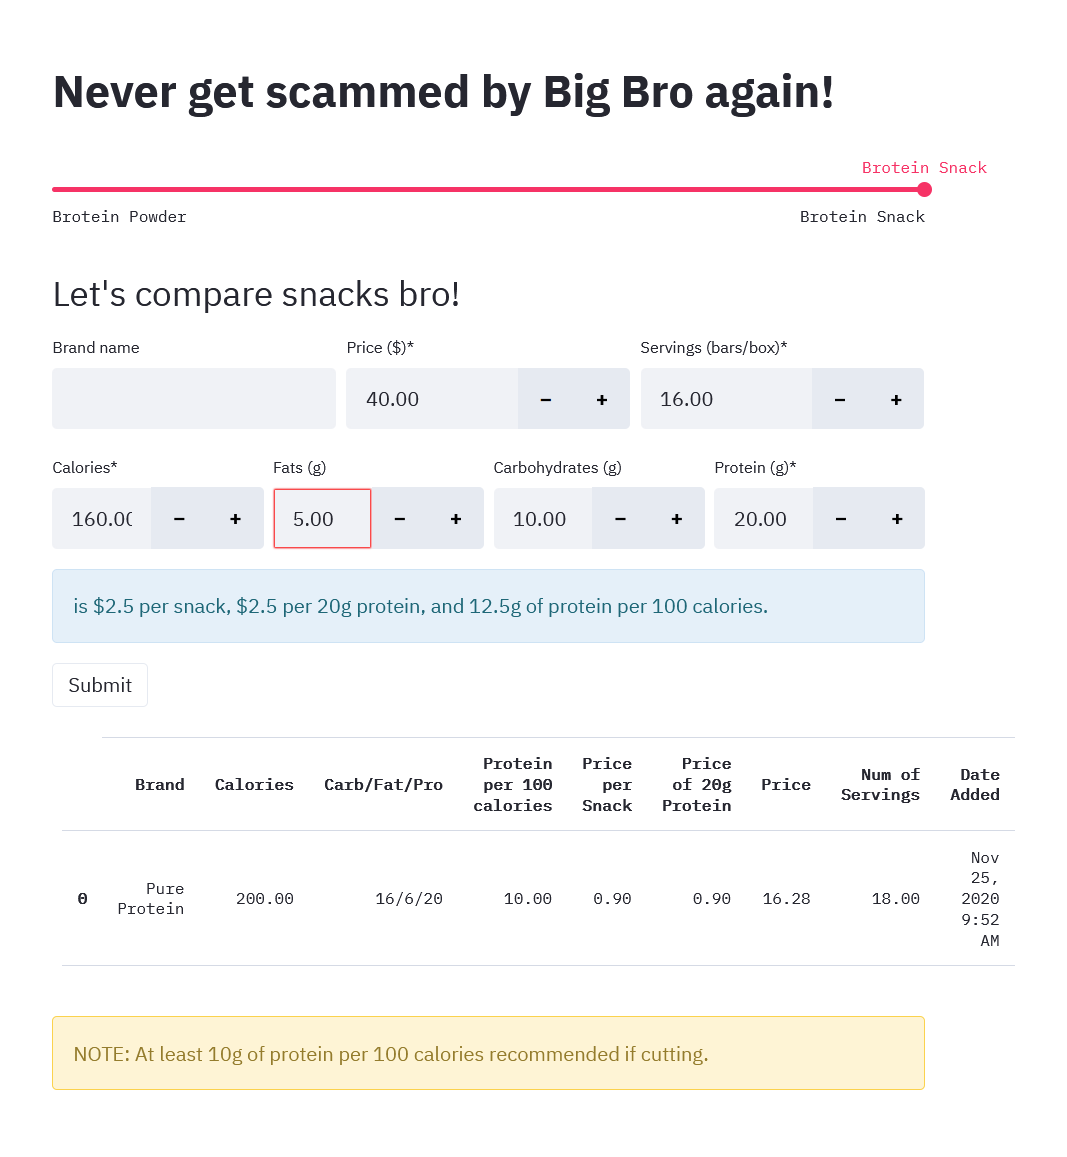 Never get scammed by Big Bro again!
Brotein Snack
Brotein Powder Brotein Snack
Let's compare snacks bro!
Brand name Price ($)* Servings (bars/box)*
40.00 − + 16.00 − +
Calories* Fats (g) Carbohydrates (g) Protein (g)*
160.00 − + 5.00 − + 10.00 − + 20.00 − +
is $2.5 per snack, $2.5 per 20g protein, and 12.5g of protein per 100 calories.
Submit
Brand Calories Carb/Fat/Pro Protein per 100 calories Price per Snack Price of 20g Protein Price Num of Servings Date Added
0 Pure Protein 200.00 16/6/20 10.00 0.90 0.90 16.28 18.00 Nov 25, 2020 9:52 AM
NOTE: At least 10g of protein per 100 calories recommended if cutting.